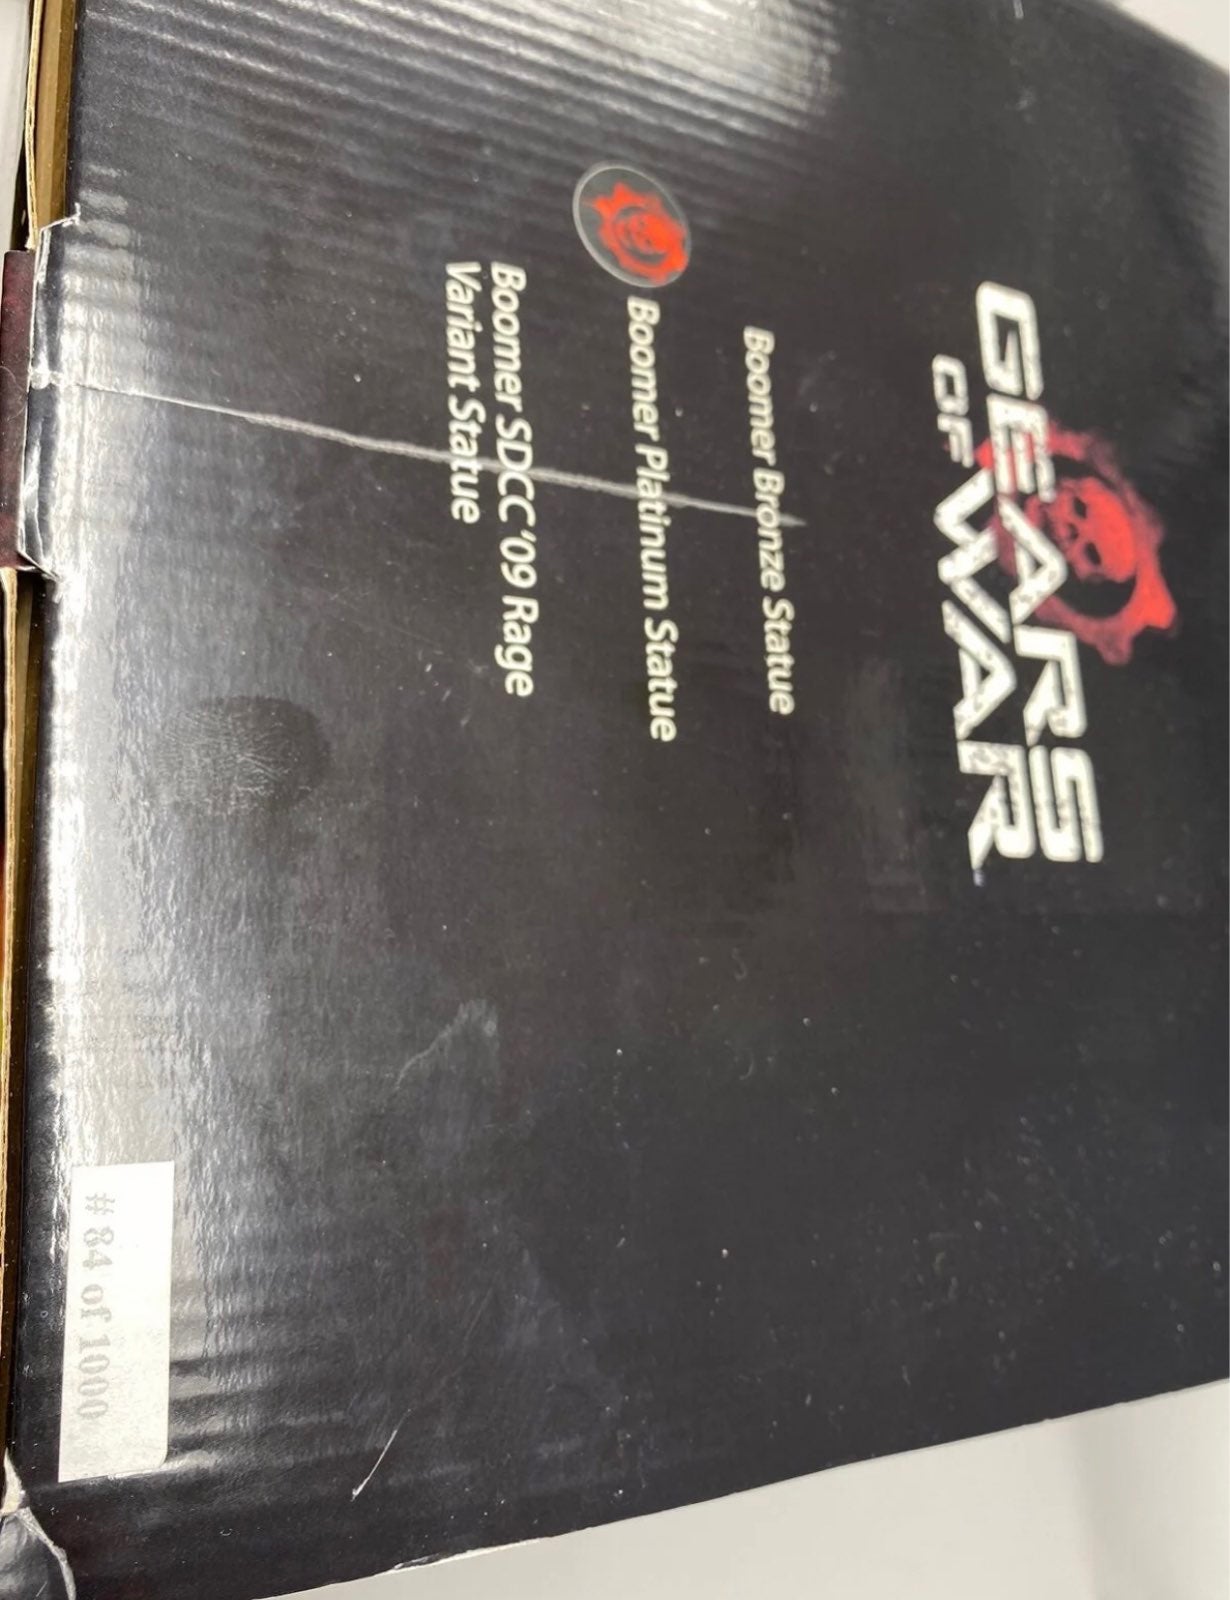 GEARS
OF WAR
Boomer Bronze Statue
Boomer Platinum Statue
Boomer SDCC'09 Rage
Variant Statue
# 84 of 1000